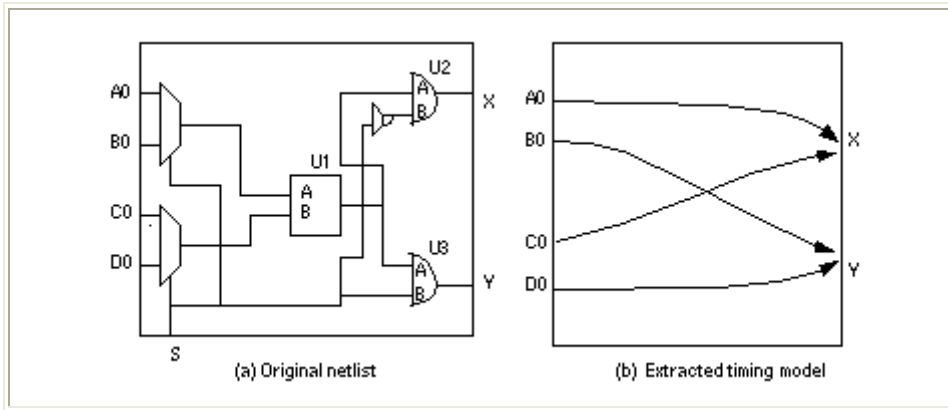 U2
A0
A
X
A0
B
X
B0
B0
U1
A
B
C0
U3
C0
D0
A
Y
Y
B
D0
S
(a) Original netlist
(b) Extracted timing model